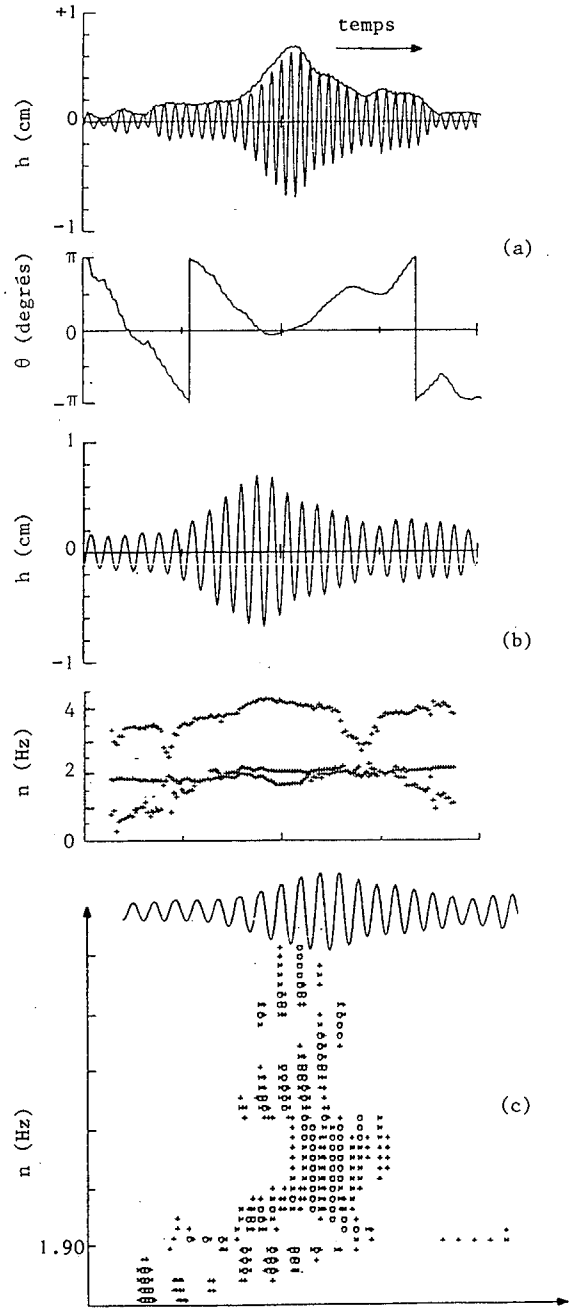 +1
temps
h (cm)
0
-1
(a)
π
θ (degrés)
0
-π
1
h (cm)
0
(b)
-1
4
n (Hz)
2
0
(c)
n (Hz)
1.90